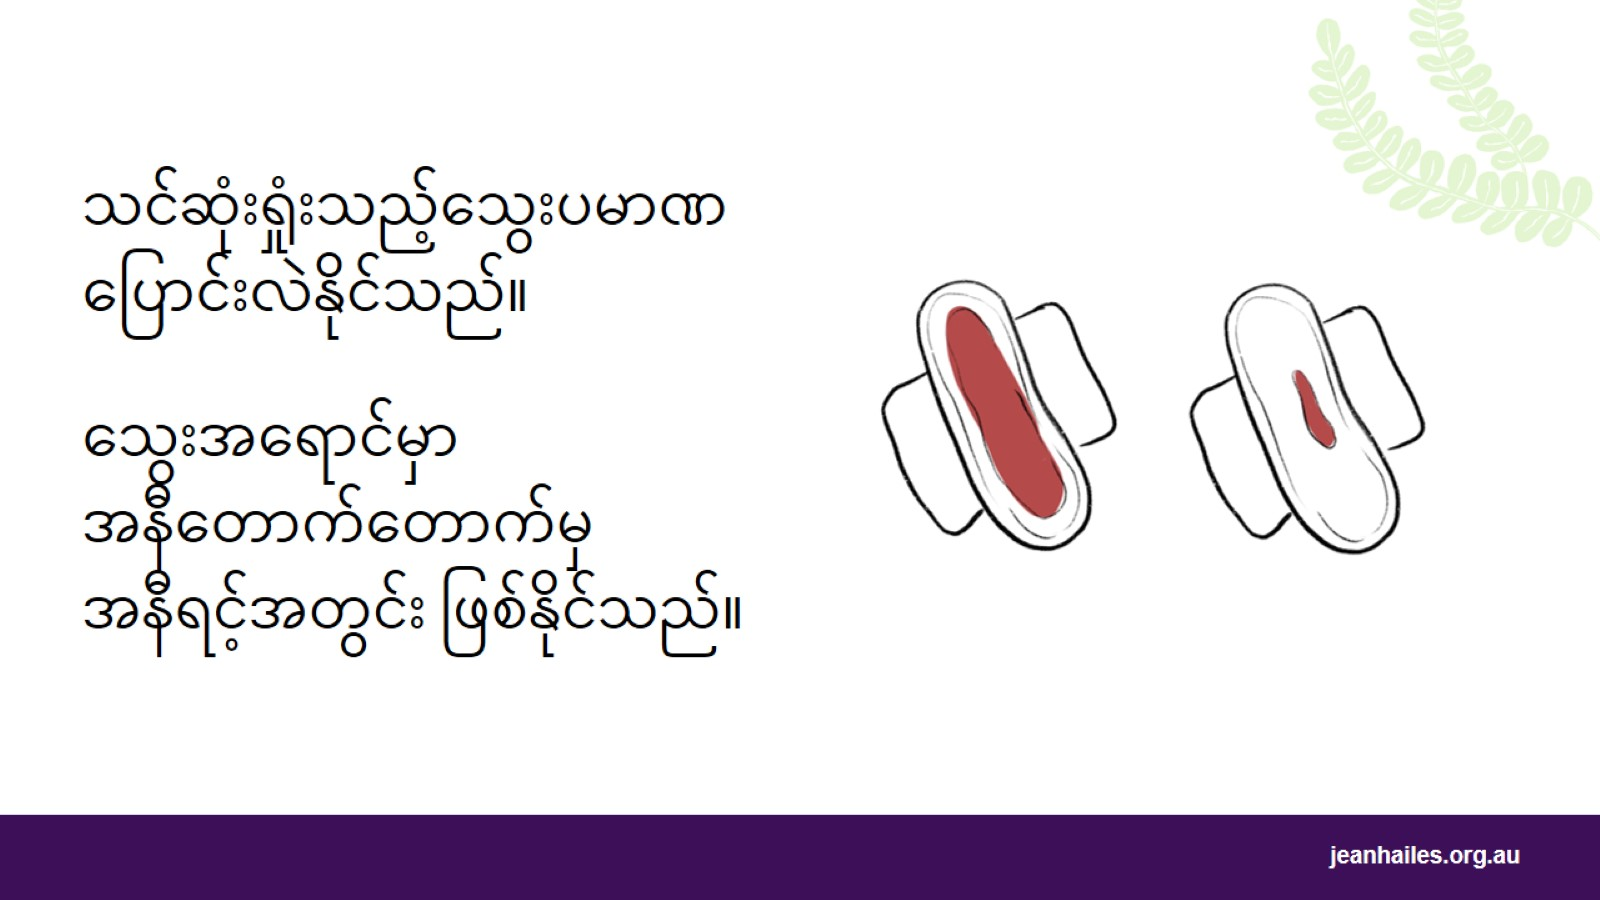 သင်ဆုံးရှုံးသည့်သွေးပမာဏ
ပြောင်းလဲနိုင်သည်။
သွေးအရောင်မှာ
အနီတောက်တောက်မှ
အနီရင့်အတွင်း ဖြစ်နိုင်သည်။
jeanhailes.org.au